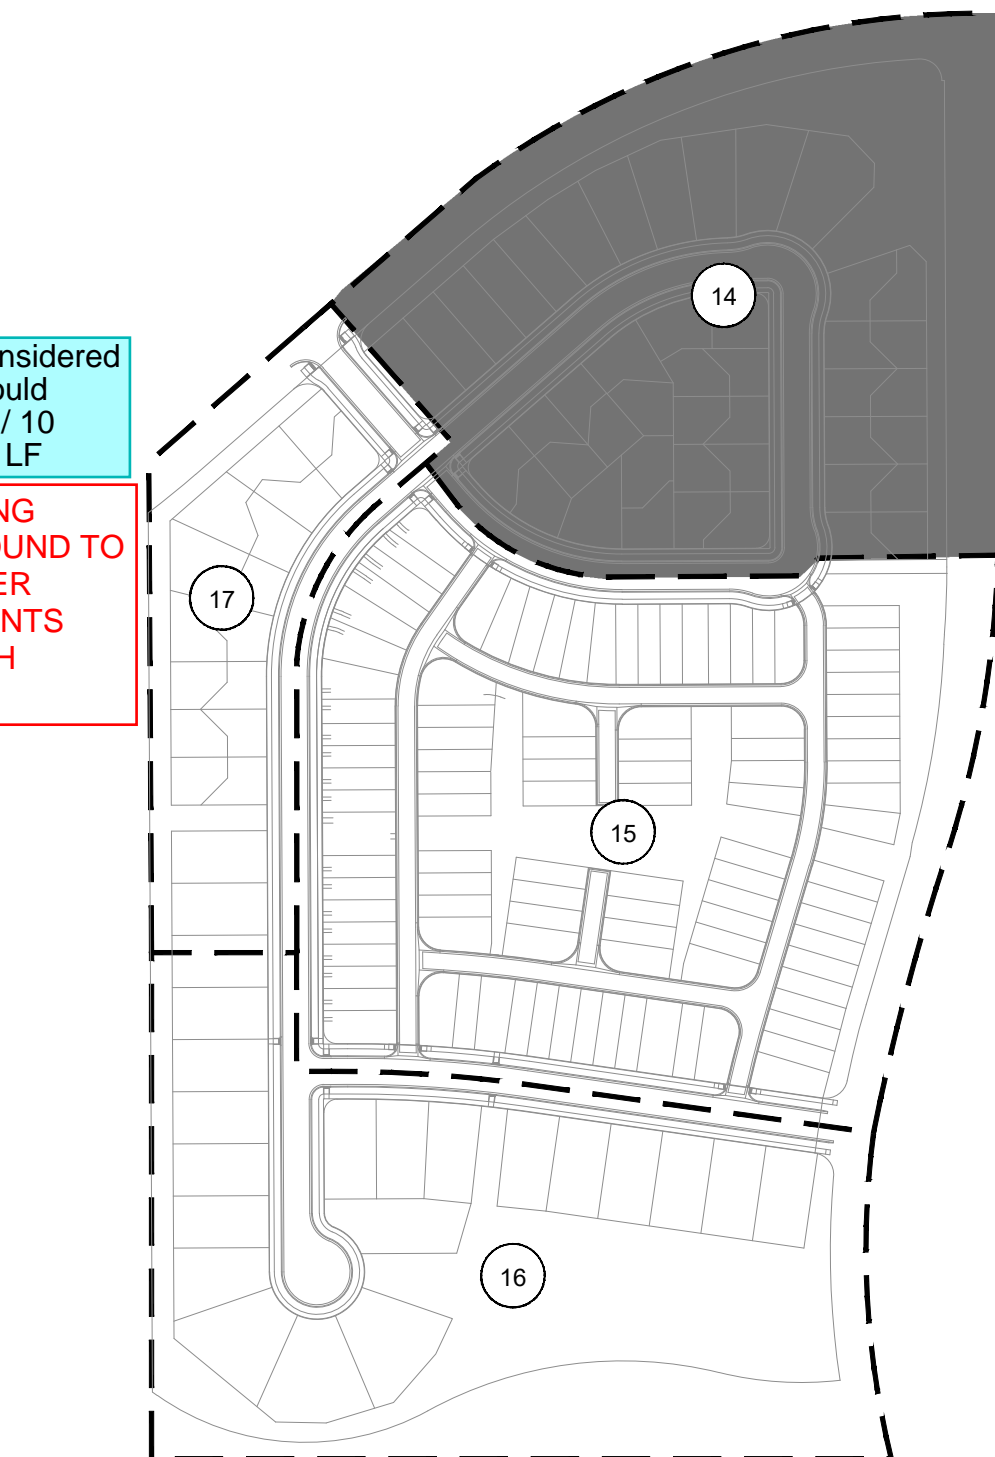 14
nsidered
ould
/ 10
LF
NG
OUND TO
ER
NTS
H
17
15
16